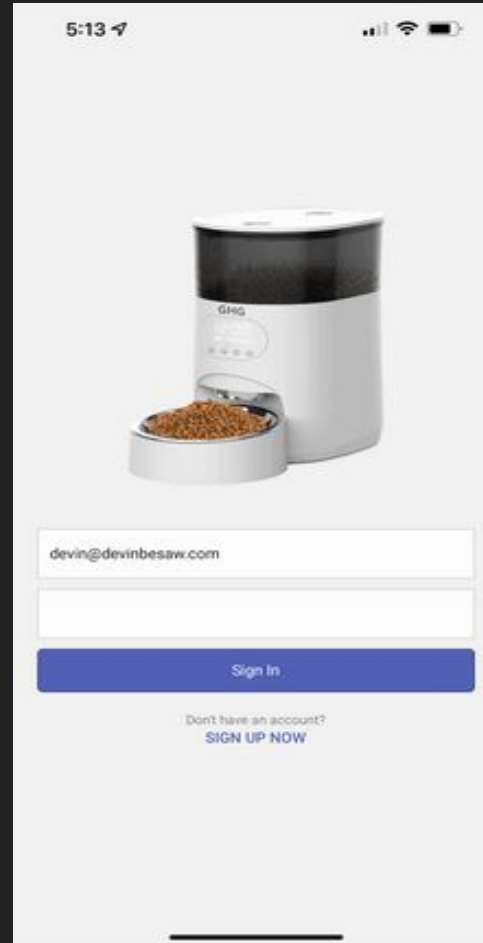 5:13
GHG
devin@devinbesaw.com
Sign In
Don't have an account?
SIGN UP NOW